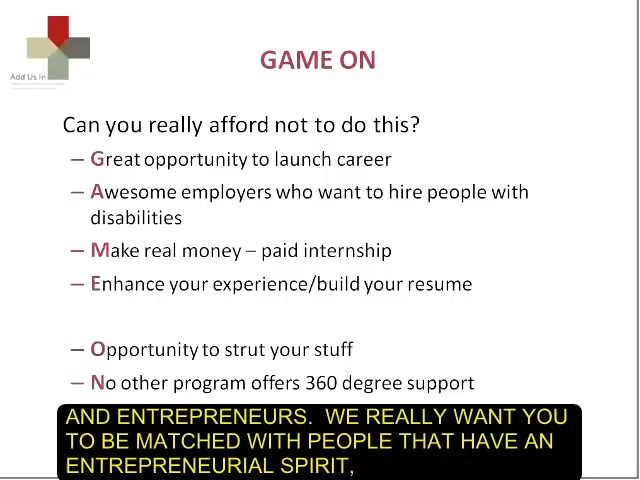 Add Us In
GAME ON
Can you really afford not to do this?
– Great opportunity to launch career
– Awesome employers who want to hire people with
disabilities
– Make real money – paid internship
– Enhance your experience/build your resume
– Opportunity to strut your stuff
– No other program offers 360 degree support
AND ENTREPRENEURS. WE REALLY WANT YOU
TO BE MATCHED WITH PEOPLE THAT HAVE AN
ENTREPRENEURIAL SPIRIT,